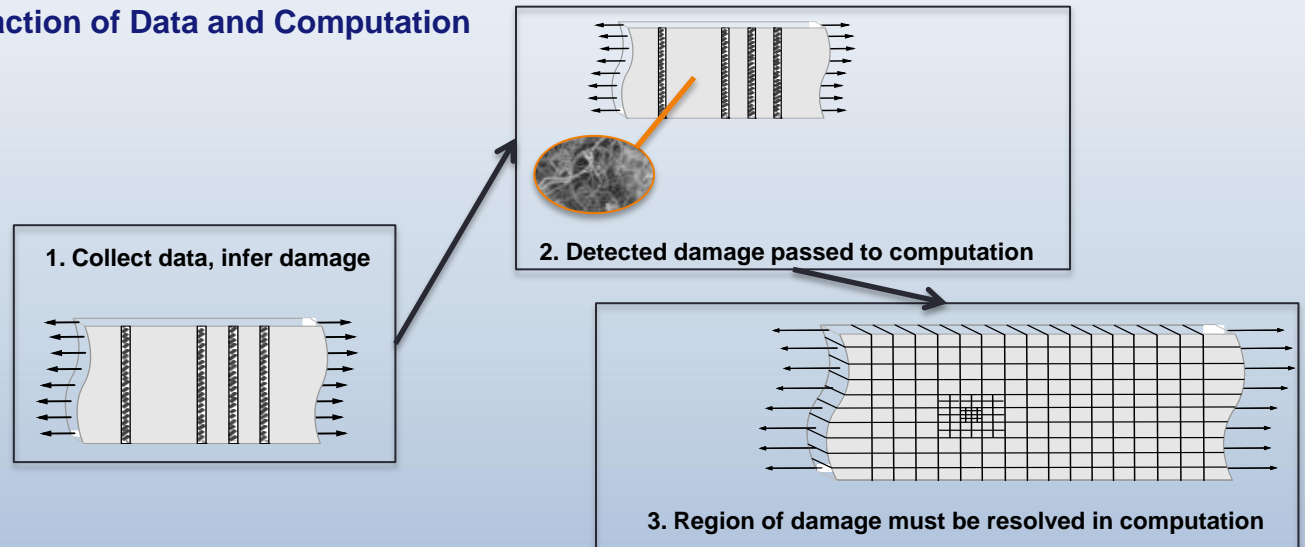 action of Data and Computation
1. Collect data, infer damage
2. Detected damage passed to computation
3. Region of damage must be resolved in computation